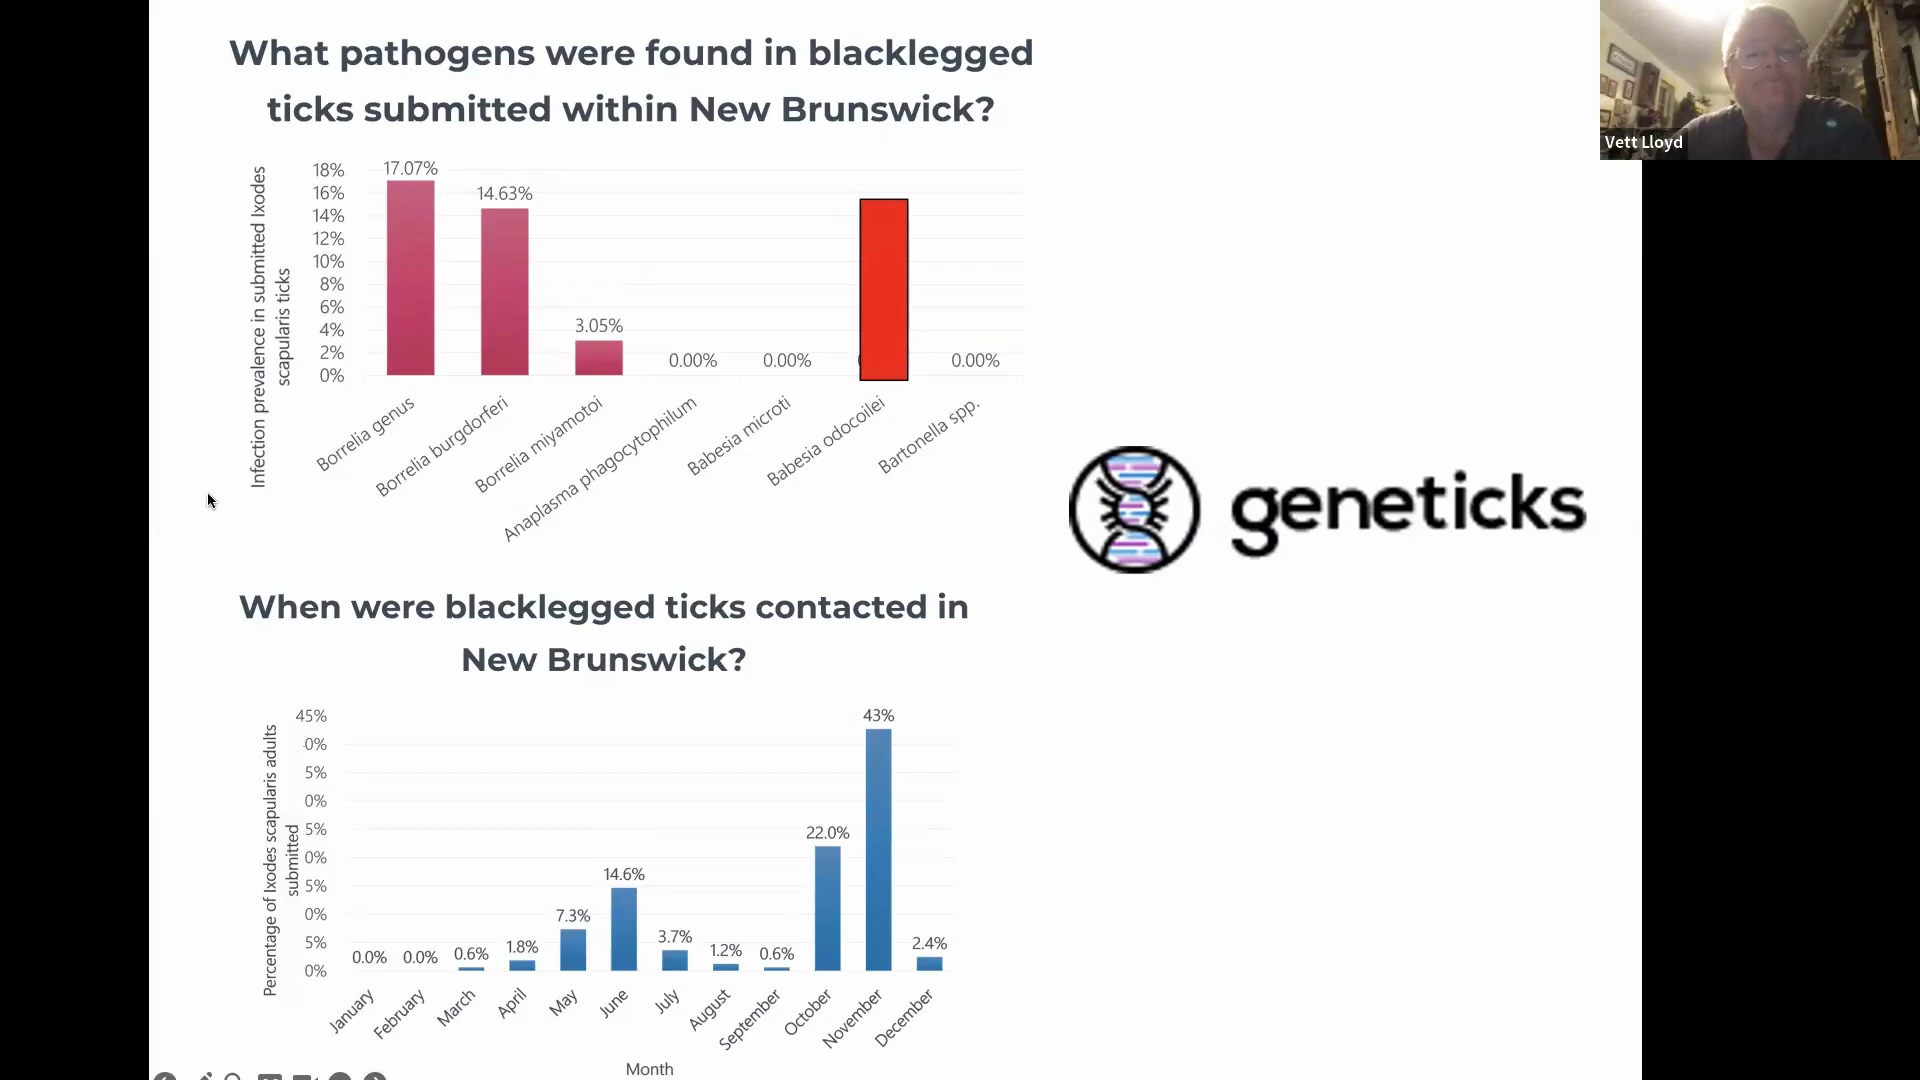 What pathogens were found in blacklegged
ticks submitted within New Brunswick?
Vett Lloyd
Infection prevalence in submitted Ixodes
scapularis ticks
18%
16%
14%
12%
10%
8%
6%
4%
2%
0%
17.07%
14.63%
3.05%
0.00%
0.00%
0.00%
Borrelia genus
Borrelia burgdorferi
Borrelia miyamotoi
Anaplasma phagocytophilum
Babesia microti
Babesia odocoilei
Bartonella spp.
geneticks
When were blacklegged ticks contacted in
New Brunswick?
Percentage of Ixodes scapularis adults
submitted
45%
0%
5%
0%
5%
0%
5%
0%
5%
0%
0.0%
0.0%
0.6%
1.8%
7.3%
14.6%
3.7%
1.2%
0.6%
22.0%
43%
2.4%
January
February
March
April
May
June
July
August
September
October
November
December
Month